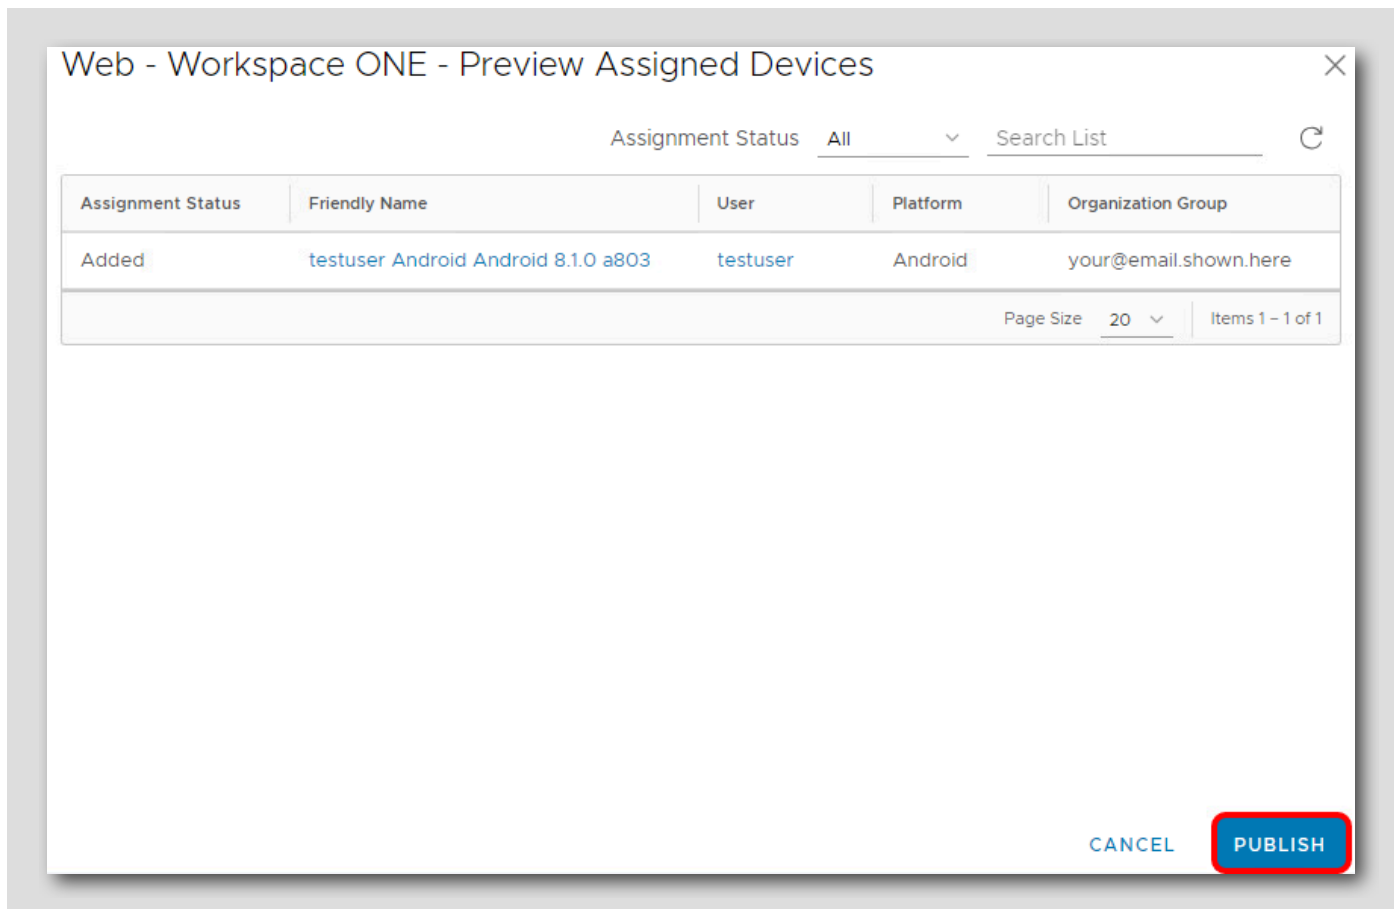 Web - Workspace ONE - Preview Assigned Devices
Assignment Status All Search List
Assignment Status Friendly Name User Platform Organization Group
Added testuser Android Android 8.1.0 a803 testuser Android your@email.shown.here
Page Size 20 Items 1 – 1 of 1
CANCEL PUBLISH